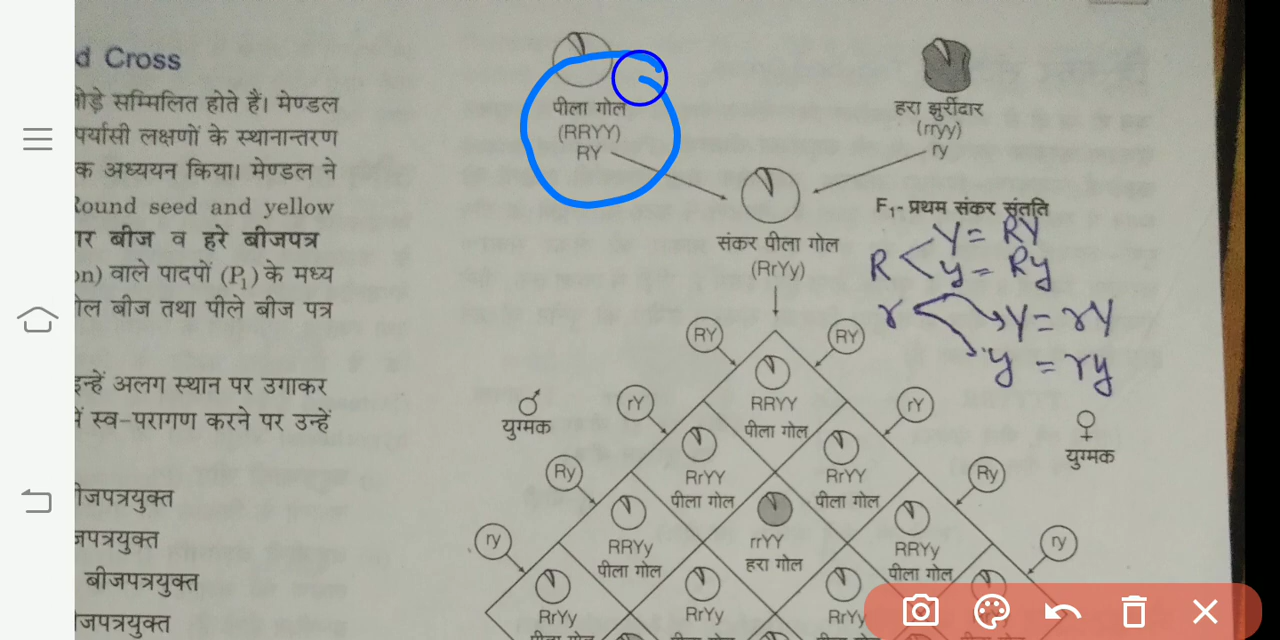 d Cross
ोड़े सम्मिलित होते हैं। मेण्डल
पर्यासी लक्षणों के स्थानान्तरण
क अध्ययन किया। मेण्डल ने
Round seed and yellow
ार बीज व हरे बीजपत्र
on) वाले पादपों (P₁) के मध्य
ोल बीज तथा पीले बीज पत्र
इन्हें अलग स्थान पर उगाकर
में स्व-परागण करने पर उन्हें
ीजपत्रयुक्त
जपत्रयुक्त
बीजपत्रयुक्त
जपत्रयुक्त
पीला गोल
(RRYY)
RY
हरा झुर्रीदार
(rryy)
ry
F₁- प्रथम संकर संतति
संकर पीला गोल
(RrYy)
Y = RY
R
y = Ry
r
Y = rY
y = ry
RY
RY
RRYY
पीला गोल
rY
rY
♂
युग्मक
♀
युग्मक
RrYY
पीला गोल
RrYY
पीला गोल
Ry
Ry
RRYy
पीला गोल
rrYY
हरा गोल
RRYy
पीला गोल
ry
ry
RrYy
पीला गोल
RrYy
पीला गोल
RrYy